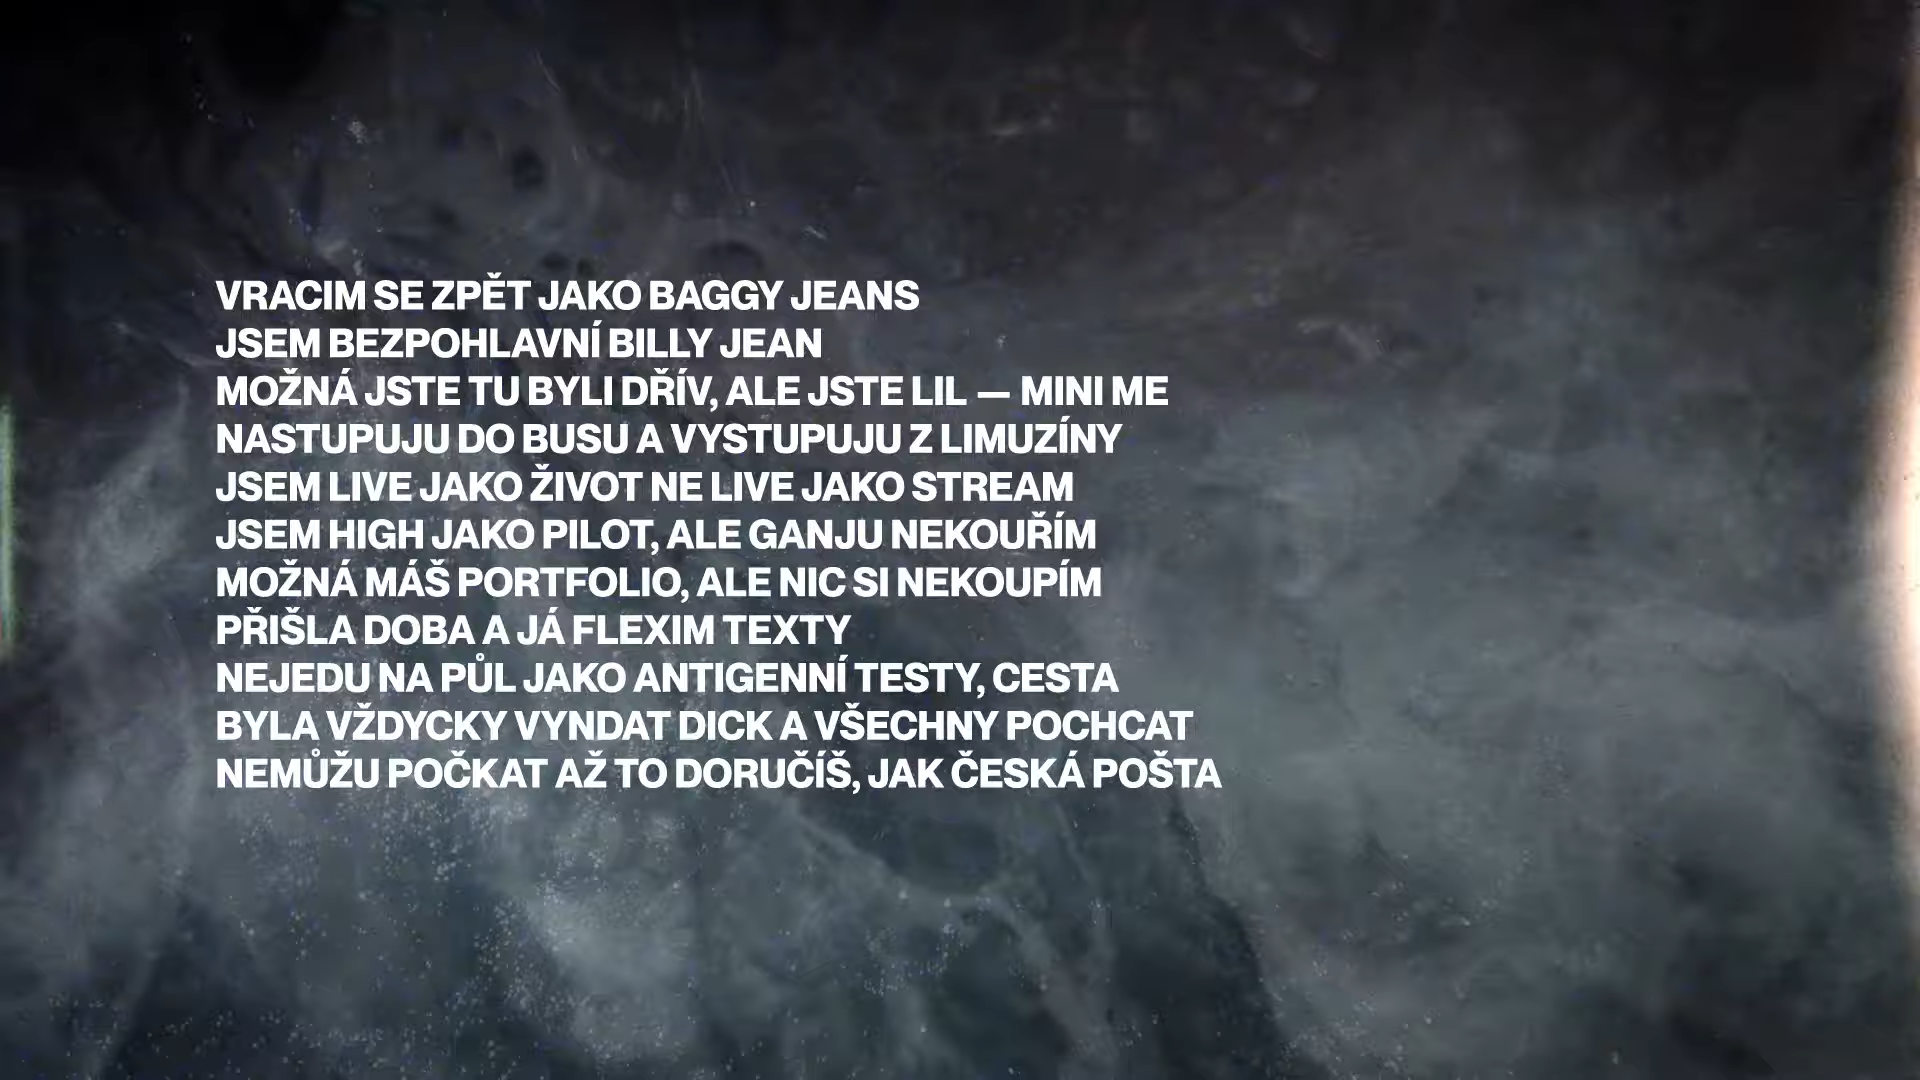 VRACIM SE ZPĚT JAKO BAGGY JEANS
JSEM BEZPOHLAVNÍ BILLY JEAN
MOŽNÁ JSTE TU BYLI DŘÍV, ALE JSTE LIL — MINI ME
NASTUPUJU DO BUSU A VYSTUPUJU Z LIMUZÍNY
JSEM LIVE JAKO ŽIVOT NE LIVE JAKO STREAM
JSEM HIGH JAKO PILOT, ALE GANJU NEKOUŘÍM
MOŽNÁ MÁŠ PORTFOLIO, ALE NIC SI NEKOUPÍM
PŘIŠLA DOBA A JÁ FLEXIM TEXTY
NEJEDU NA PŮL JAKO ANTIGENNÍ TESTY, CESTA
BYLA VŽDYCKY VYNDAT DICK A VŠECHNY POCHCAT
NEMŮŽU POČKAT AŽ TO DORUČÍŠ, JAK ČESKÁ POŠTA